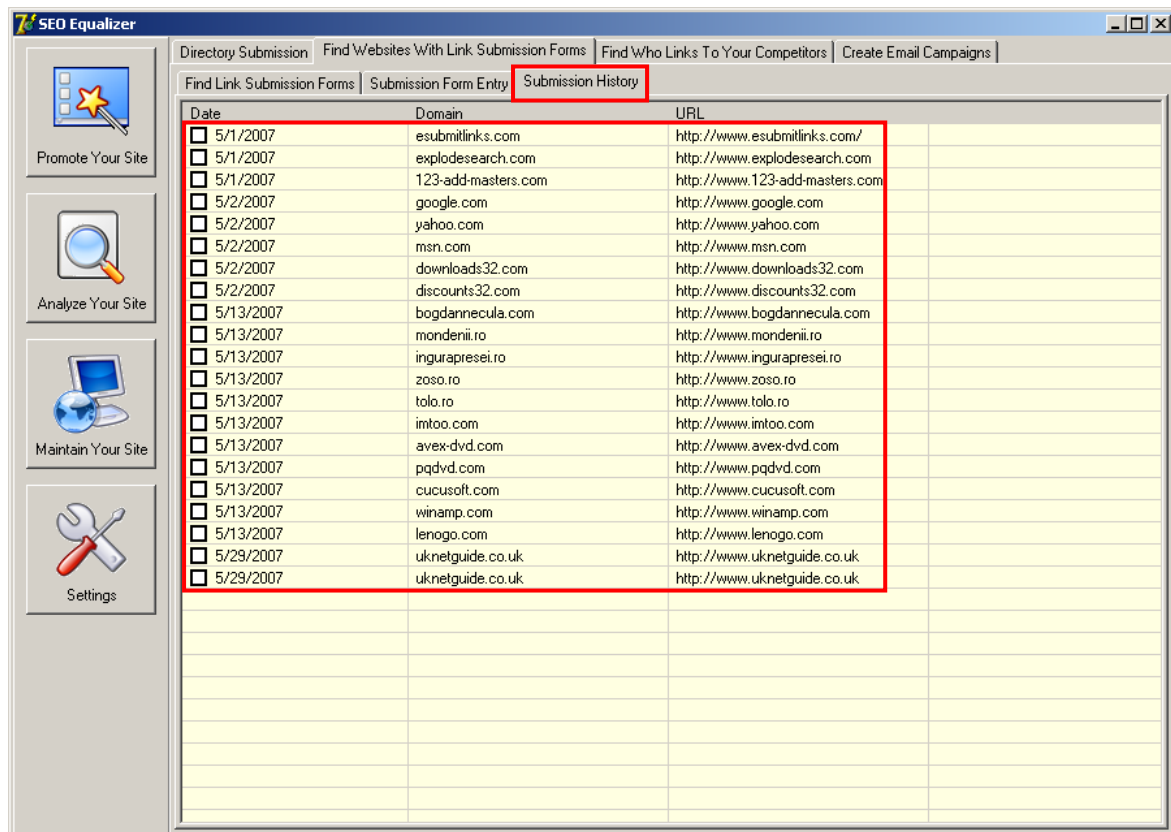 SEO Equalizer
Directory Submission Find Websites With Link Submission Forms Find Who Links To Your Competitors Create Email Campaigns
Find Link Submission Forms Submission Form Entry Submission History
Promote Your Site
Analyze Your Site
Maintain Your Site
Settings
Date Domain URL
5/1/2007 esubmitlinks.com http://www.esubmitlinks.com/
5/1/2007 explodesearch.com http://www.explodesearch.com
5/1/2007 123-add-masters.com http://www.123-add-masters.com
5/2/2007 google.com http://www.google.com
5/2/2007 yahoo.com http://www.yahoo.com
5/2/2007 msn.com http://www.msn.com
5/2/2007 downloads32.com http://www.downloads32.com
5/2/2007 discounts32.com http://www.discounts32.com
5/13/2007 bogdannecula.com http://www.bogdannecula.com
5/13/2007 mondenii.ro http://www.mondenii.ro
5/13/2007 ingurapresei.ro http://www.ingurapresei.ro
5/13/2007 zoso.ro http://www.zoso.ro
5/13/2007 tolo.ro http://www.tolo.ro
5/13/2007 imtoo.com http://www.imtoo.com
5/13/2007 avex-dvd.com http://www.avex-dvd.com
5/13/2007 pqdvd.com http://www.pqdvd.com
5/13/2007 cucusoft.com http://www.cucusoft.com
5/13/2007 winamp.com http://www.winamp.com
5/13/2007 lenogo.com http://www.lenogo.com
5/29/2007 uknetguide.co.uk http://www.uknetguide.co.uk
5/29/2007 uknetguide.co.uk http://www.uknetguide.co.uk